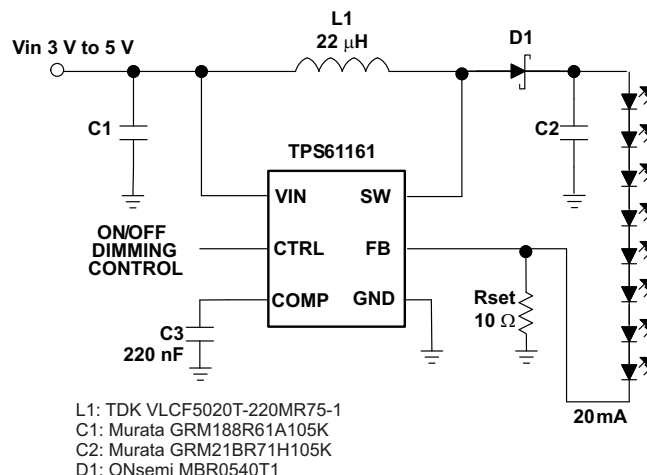 L1
22 μH
Vin 3 V to 5 V
D1
C1
C2
TPS61161
VIN
SW
ON/OFF
DIMMING
CONTROL
CTRL
FB
COMP
GND
Rset
10 Ω
C3
220 nF
20mA
L1: TDK VLCF5020T-220MR75-1
C1: Murata GRM188R61A105K
C2: Murata GRM21BR71H105K
D1: ONsemi MBR0540T1